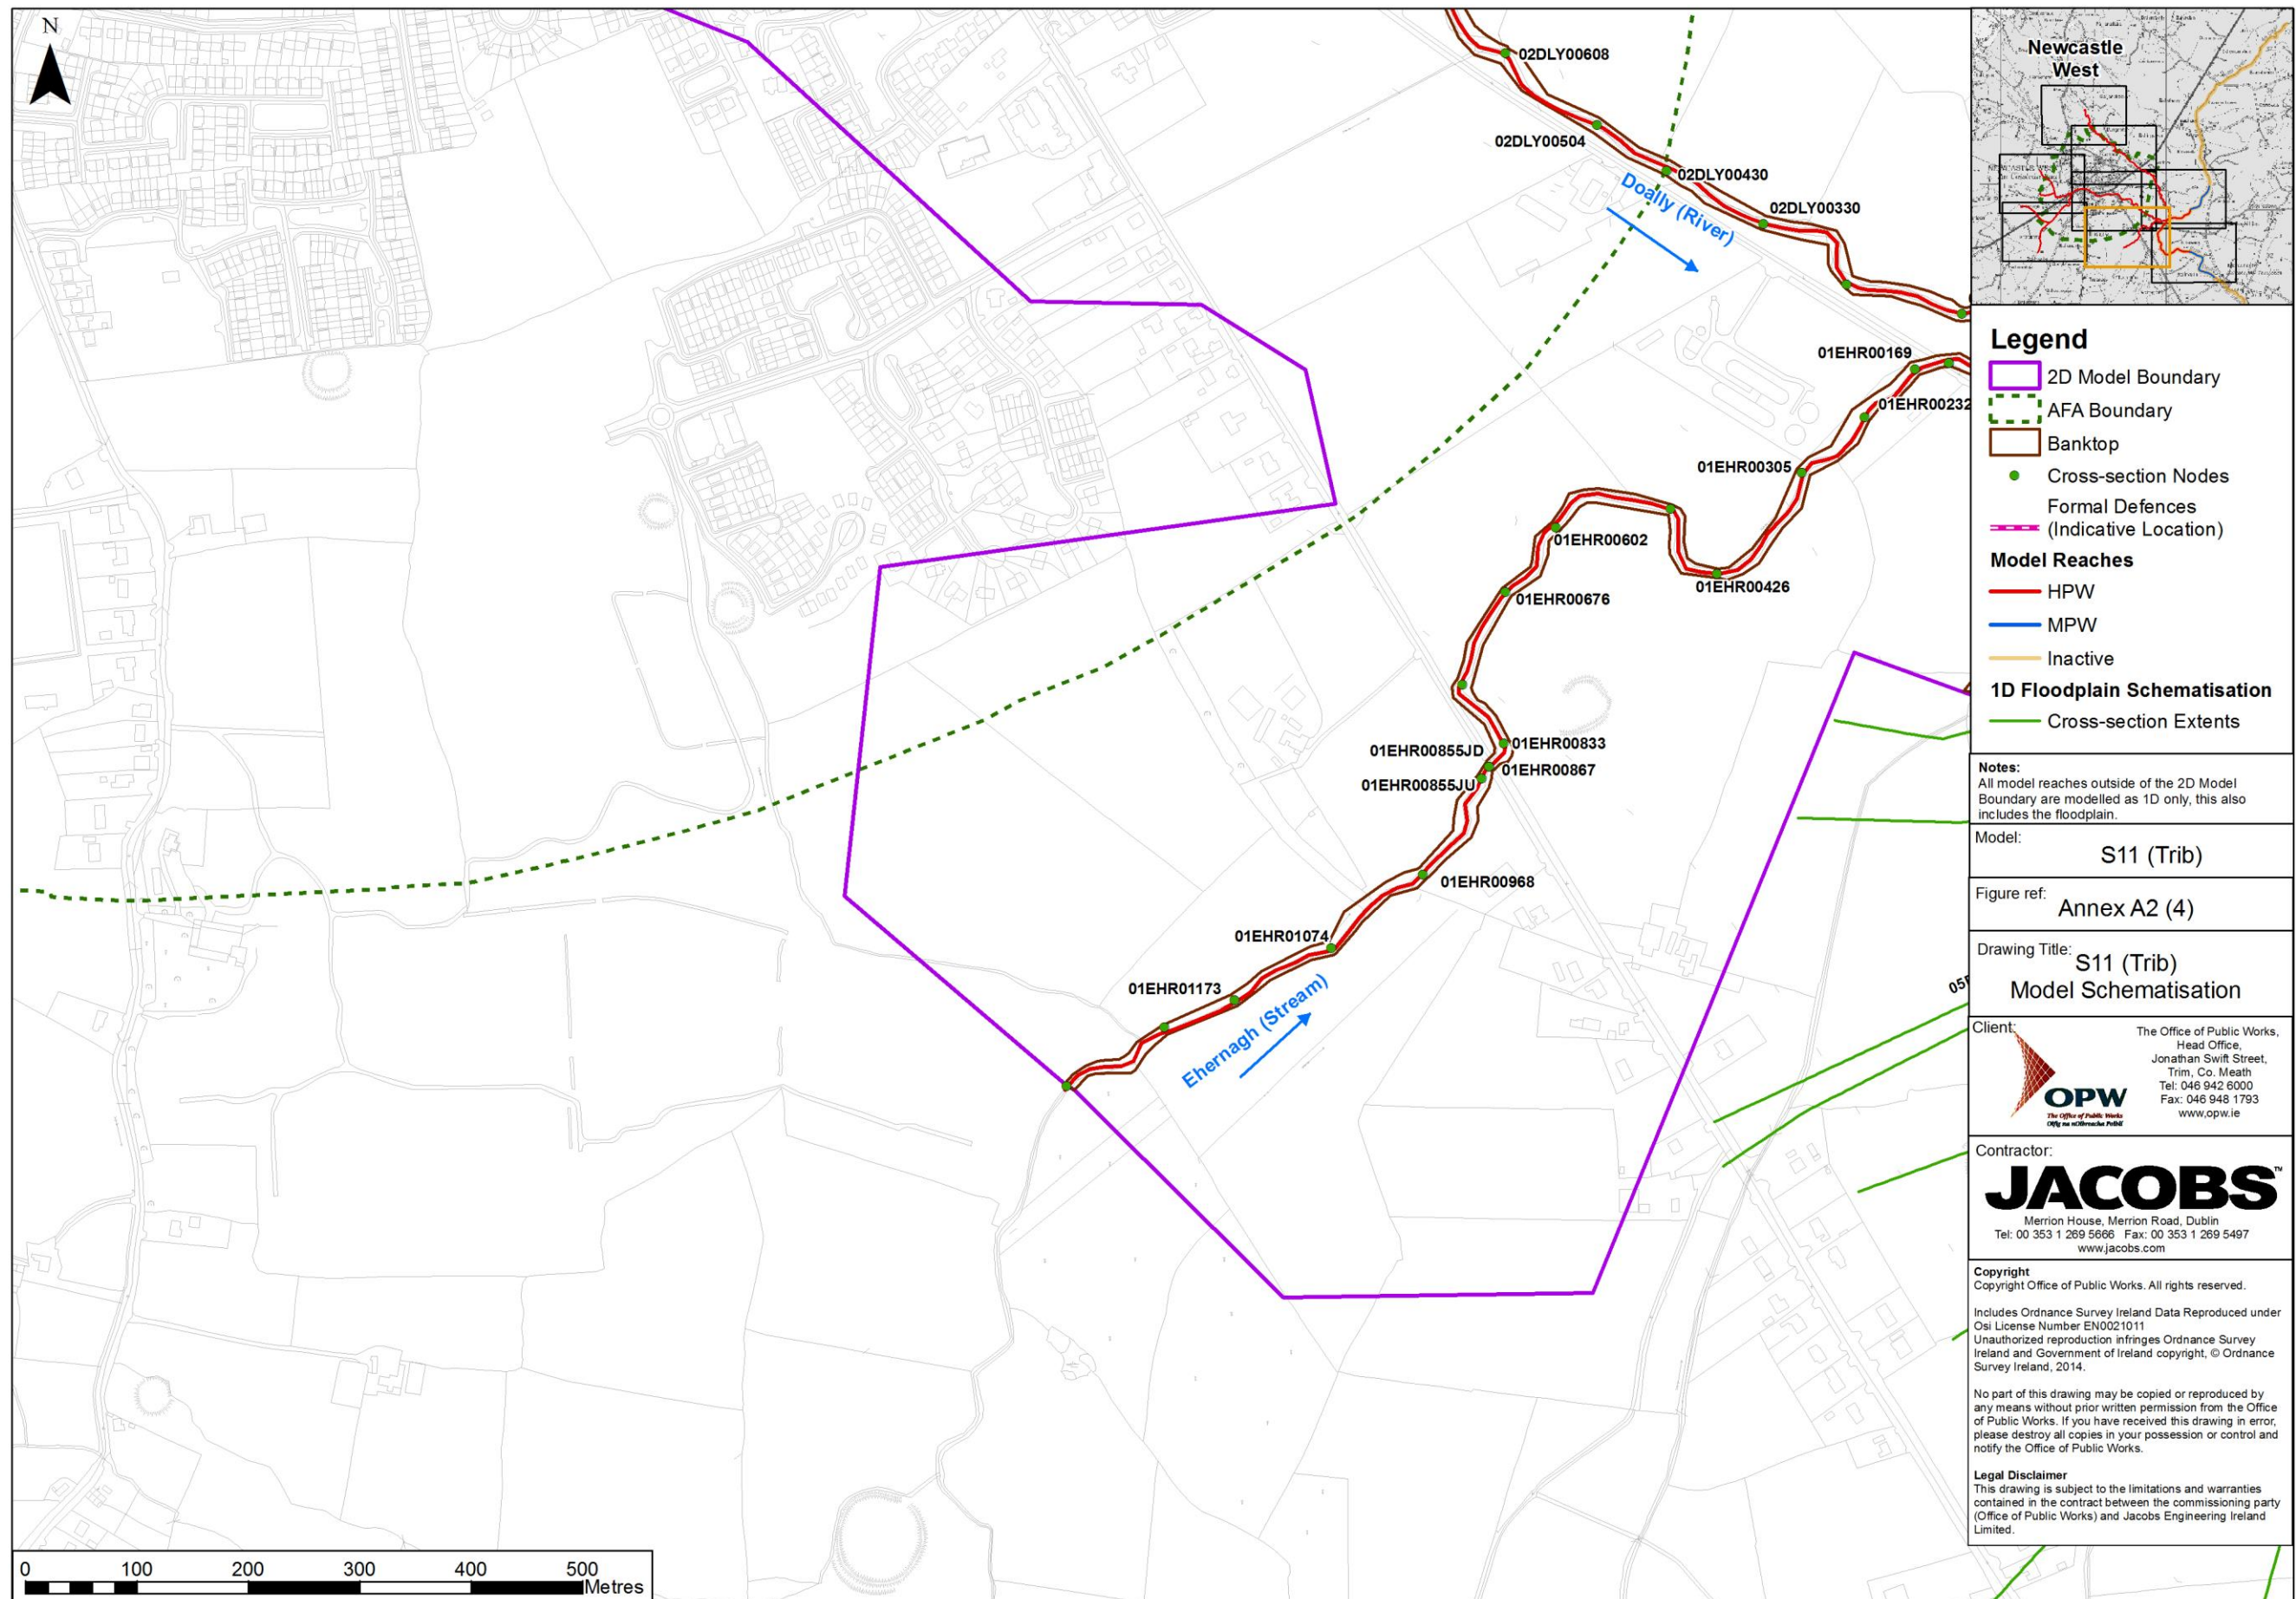 N
02DLY00608
02DLY00504
02DLY00430
Doally (River)
02DLY00330
01EHR00169
01EHR00232
01EHR00305
01EHR00602
01EHR00426
01EHR00676
01EHR00855JD
01EHR00833
01EHR00867
01EHR00855JU
01EHR00968
01EHR01074
01EHR01173
Ehernagh (Stream)
0 100 200 300 400 500
Metres
Newcastle
West
Legend
2D Model Boundary
AFA Boundary
Banktop
Cross-section Nodes
Formal Defences
(Indicative Location)
Model Reaches
HPW
MPW
Inactive
1D Floodplain Schematisation
Cross-section Extents
Notes:
All model reaches outside of the 2D Model
Boundary are modelled as 1D only, this also
includes the floodplain.
Model:
S11 (Trib)
Figure ref:
Annex A2 (4)
Drawing Title:
S11 (Trib)
Model Schematisation
Client:
The Office of Public Works,
Head Office,
Jonathan Swift Street,
Trim, Co. Meath
Tel: 046 942 6000
Fax: 046 948 1793
www,opw.ie
OPW
The Office of Public Works
Oifig na nOibreacha Poiblí
Contractor:
JACOBS™
Merrion House, Merrion Road, Dublin
Tel: 00 353 1 269 5666 Fax: 00 353 1 269 5497
www.jacobs.com
Copyright
Copyright Office of Public Works. All rights reserved.
Includes Ordnance Survey Ireland Data Reproduced under
Osi License Number EN0021011
Unauthorized reproduction infringes Ordnance Survey
Ireland and Government of Ireland copyright, © Ordnance
Survey Ireland, 2014.
No part of this drawing may be copied or reproduced by
any means without prior written permission from the Office
of Public Works. If you have received this drawing in error,
please destroy all copies in your possession or control and
notify the Office of Public Works.
Legal Disclaimer
This drawing is subject to the limitations and warranties
contained in the contract between the commissioning party
(Office of Public Works) and Jacobs Engineering Ireland
Limited.